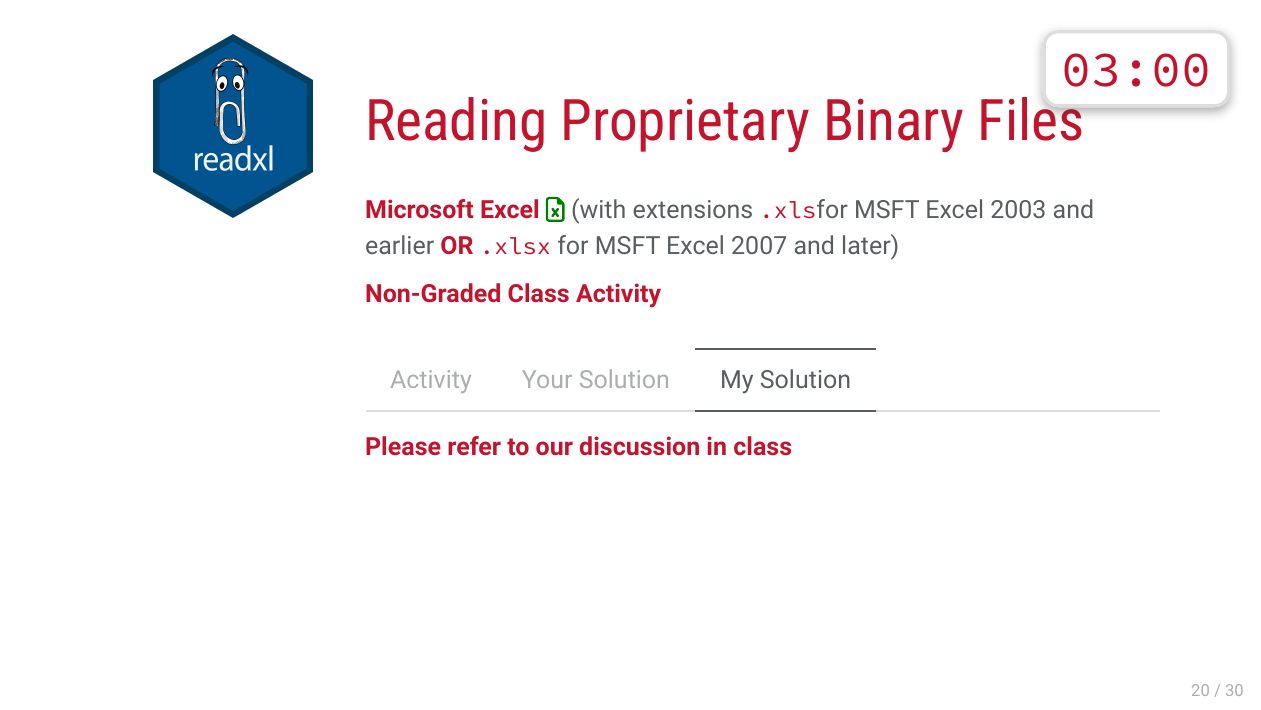 readxl
03:00
Reading Proprietary Binary Files
Microsoft Excel (with extensions .xlsfor MSFT Excel 2003 and
earlier OR .xlsx for MSFT Excel 2007 and later)
Non-Graded Class Activity
Activity Your Solution My Solution
Please refer to our discussion in class
20 / 30